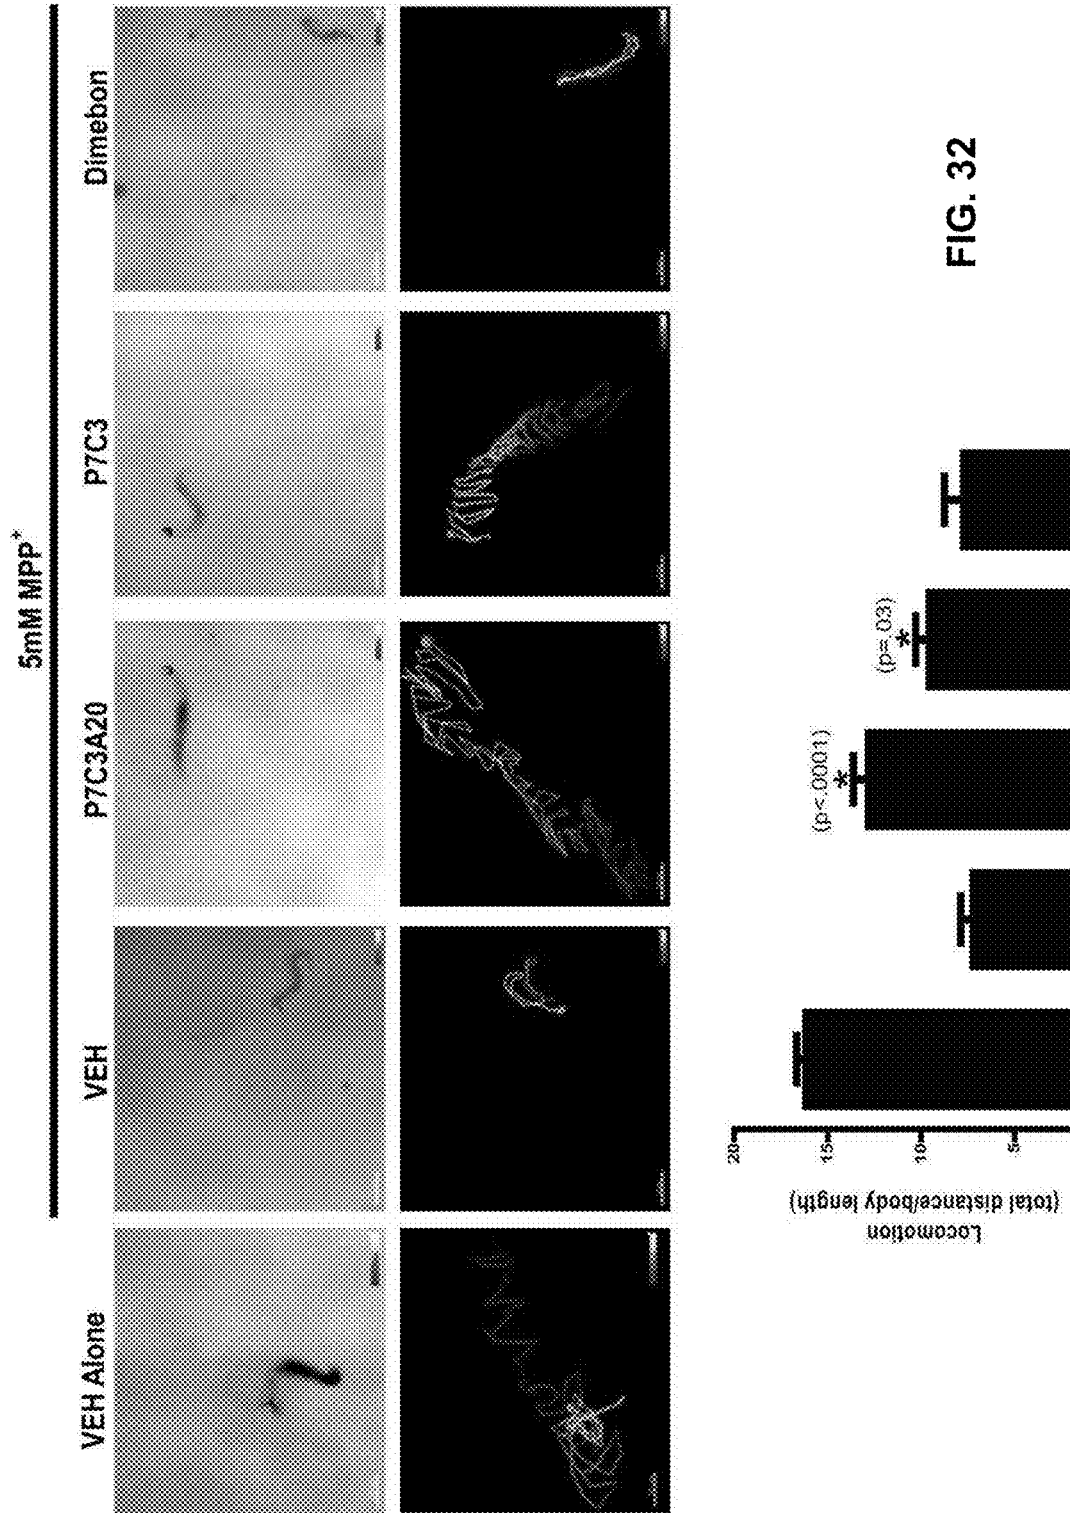 5mM MPP⁺
VEH Alone
VEH
P7C3A20
P7C3
Dimebon
Locomotion
(total distance/body length)
20
15
10
5
(p<.0001)
*
(p=.03)
*
FIG. 32